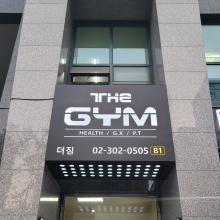 THE
GYM
HEALTH / G.X / P.T
더짐 02-302-0505 B1